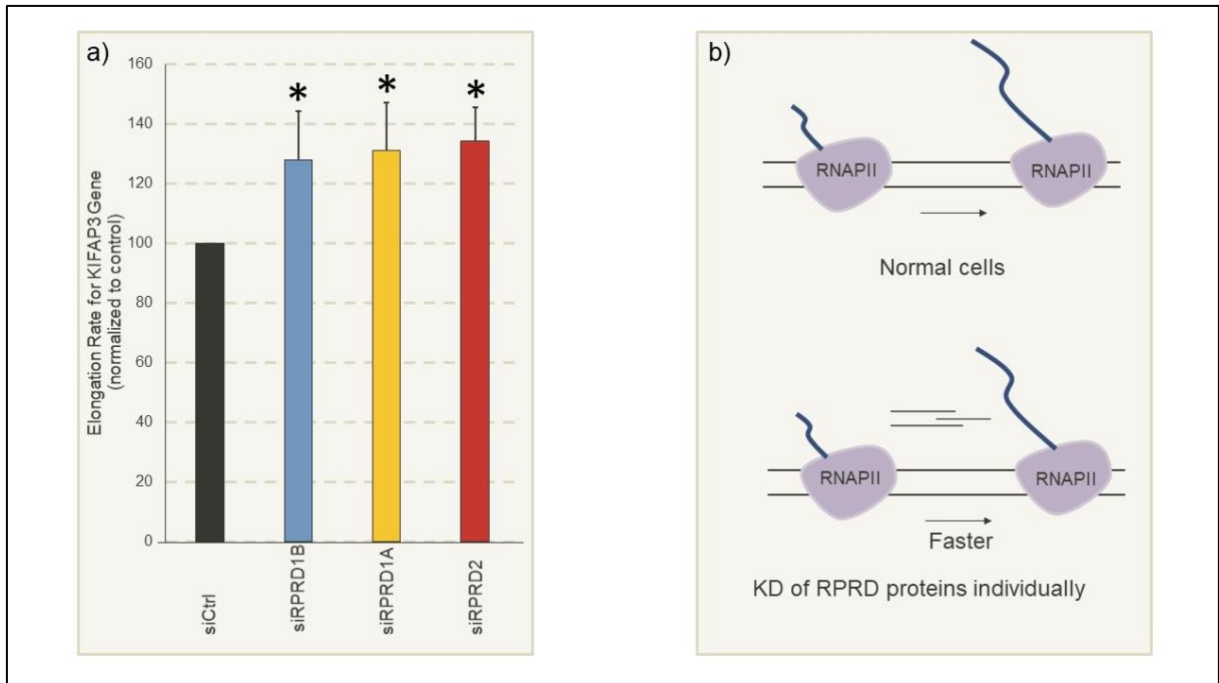 a)
160
140
120
100
80
60
40
20
0
Elongation Rate for KIFAP3 Gene
(normalized to control)
* * *
siCtrl
siRPRD1B
siRPRD1A
siRPRD2
b)
RNAPII RNAPII
Normal cells
RNAPII RNAPII
Faster
KD of RPRD proteins individually